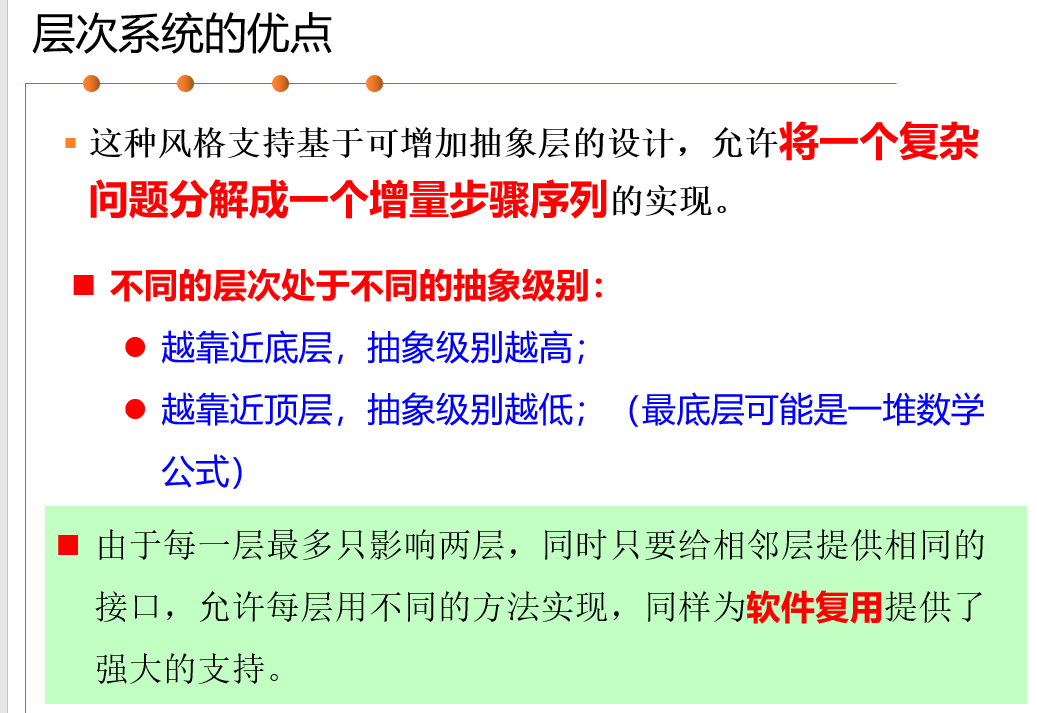 层次系统的优点
这种风格支持基于可增加抽象层的设计，允许将一个复杂
问题分解成一个增量步骤序列的实现。
不同的层次处于不同的抽象级别：
越靠近底层，抽象级别越高；
越靠近顶层，抽象级别越低；（最底层可能是一堆数学
公式）
由于每一层最多只影响两层，同时只要给相邻层提供相同的
接口，允许每层用不同的方法实现，同样为软件复用提供了
强大的支持。